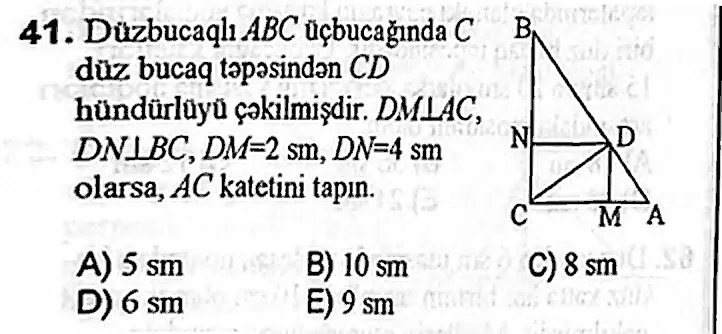 41. Düzbucaqlı ABC üçbucağında C
düz bucaq təpəsindən CD
hündürlüyü çəkilmişdir. DM⊥AC,
DN⊥BC, DM=2 sm, DN=4 sm
olarsa, AC katetini tapın.
B
N D
C M A
A) 5 sm B) 10 sm C) 8 sm
D) 6 sm E) 9 sm